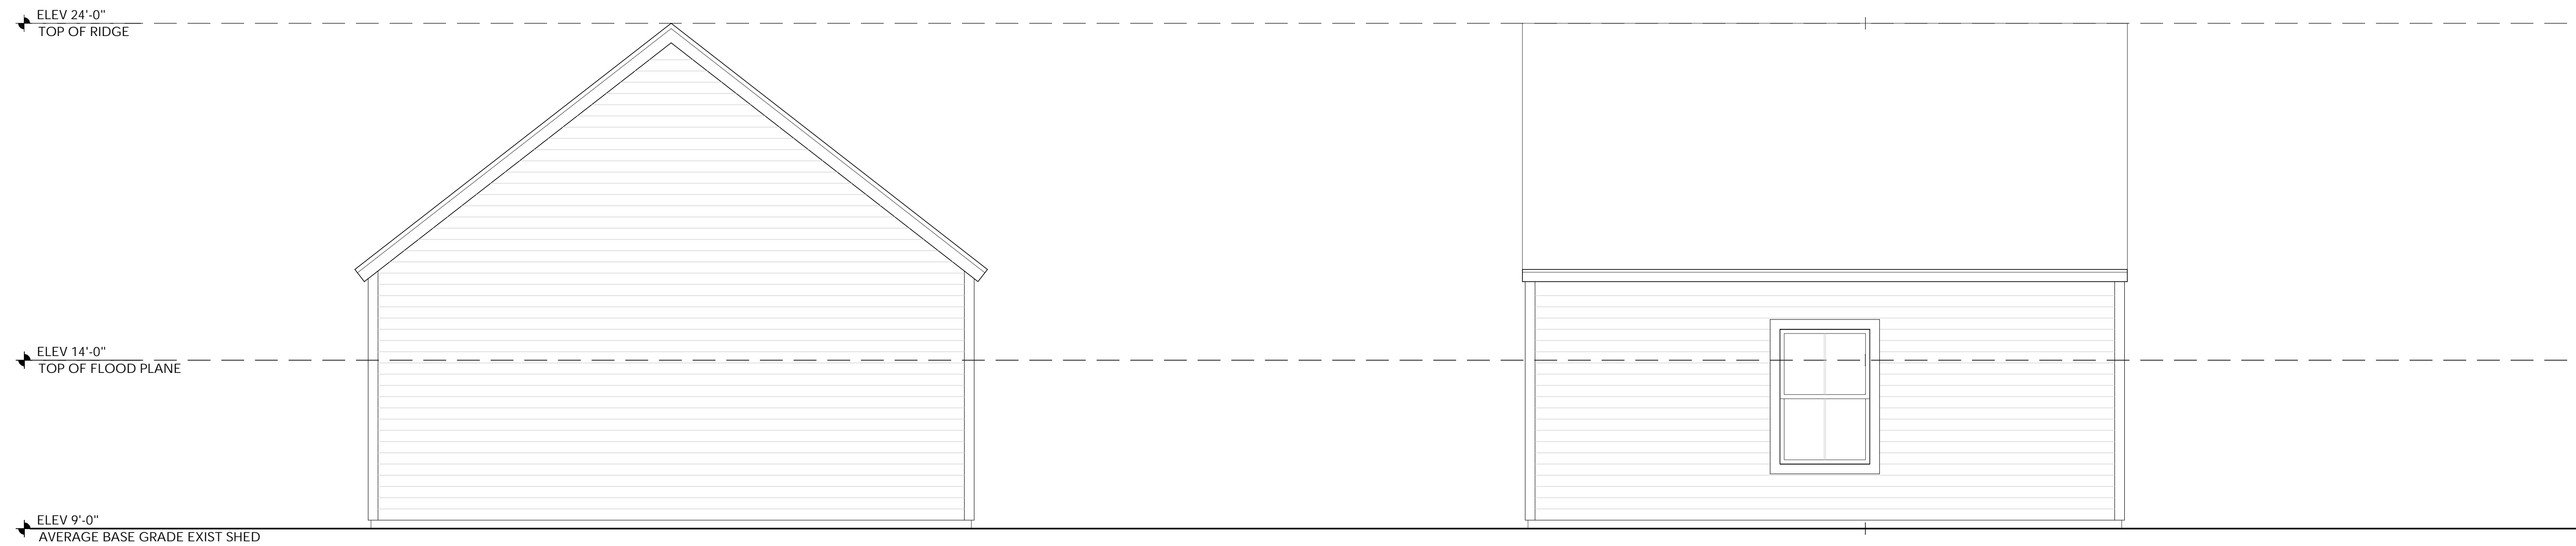 ELEV 24'-0"
TOP OF RIDGE
ELEV 14'-0"
TOP OF FLOOD PLANE
ELEV 9'-0"
AVERAGE BASE GRADE EXIST SHED